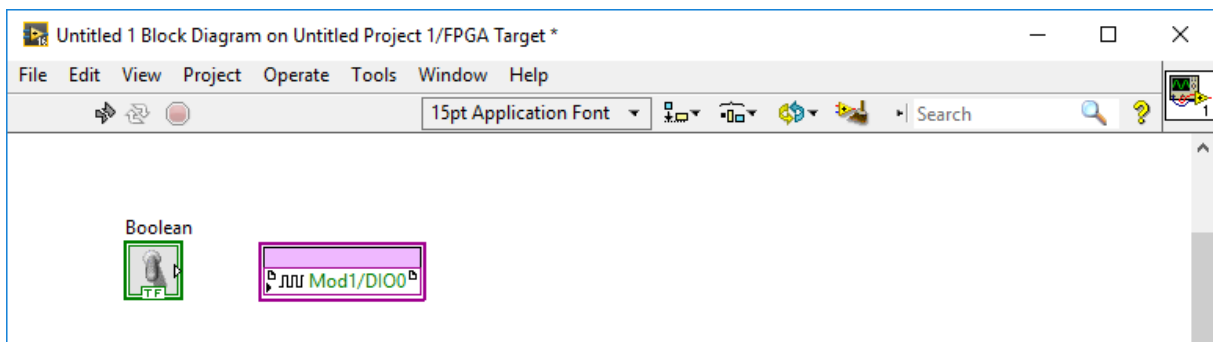 Untitled 1 Block Diagram on Untitled Project 1/FPGA Target *
File Edit View Project Operate Tools Window Help
15pt Application Font Search ? 1
Boolean
TF
Mod1/DIO0